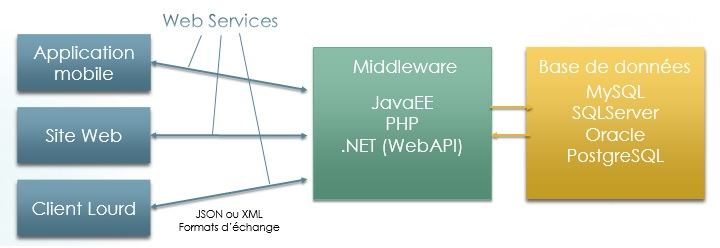 Web Services
Application
mobile
Site Web
Client Lourd
JSON ou XML
Formats d'échange
Middleware
JavaEE
PHP
.NET (WebAPI)
Base de données
MySQL
SQLServer
Oracle
PostgreSQL